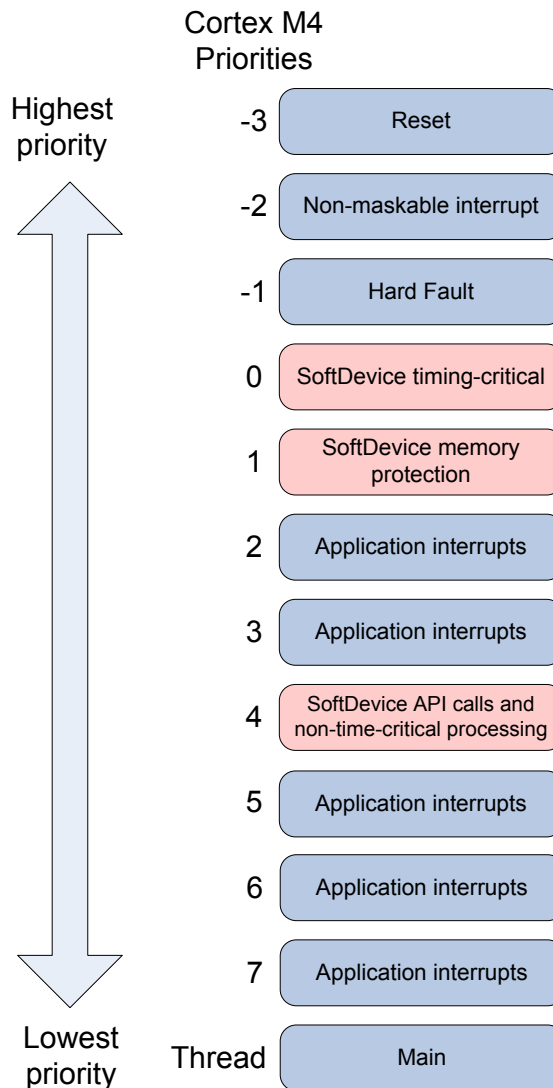 Cortex M4
Priorities
Highest
priority
-3
Reset
-2
Non-maskable interrupt
-1
Hard Fault
0
SoftDevice timing-critical
1
SoftDevice memory
protection
2
Application interrupts
3
Application interrupts
4
SoftDevice API calls and
non-time-critical processing
5
Application interrupts
6
Application interrupts
7
Application interrupts
Lowest
priority
Thread
Main